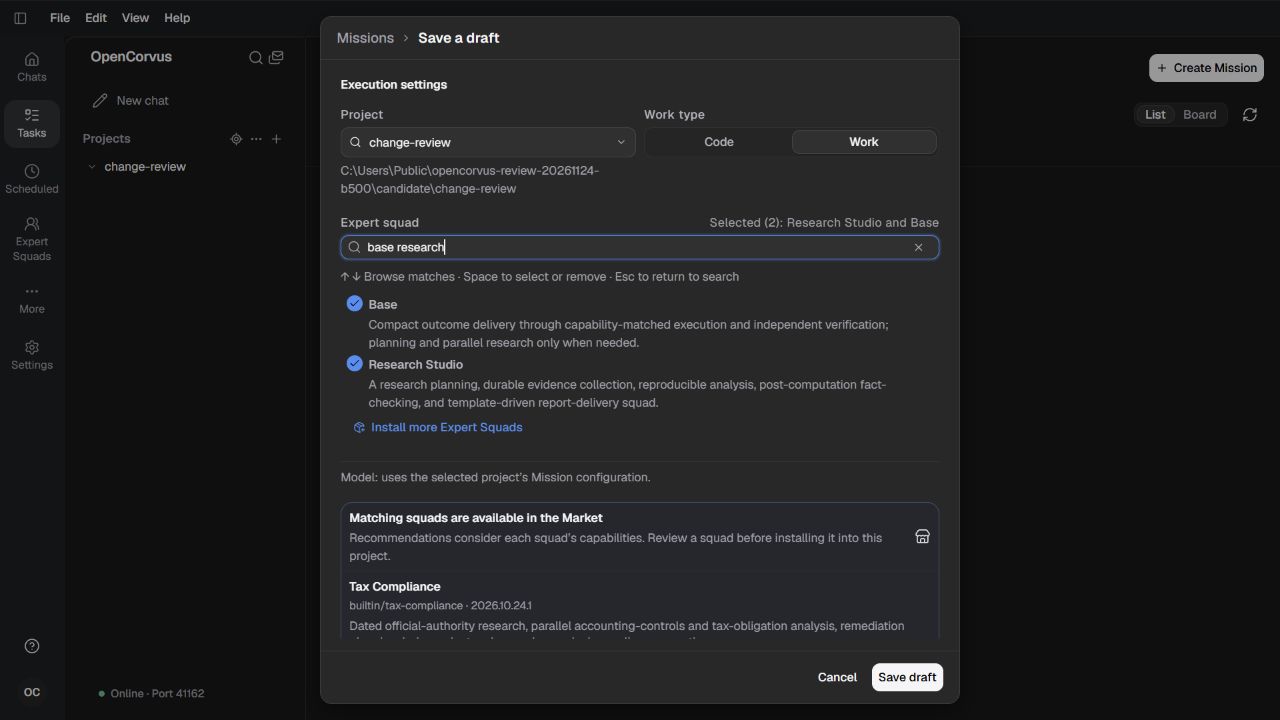 File Edit View Help
Missions › Save a draft
OpenCorvus
Chats
Tasks
Scheduled
Expert
Squads
More
Settings
OC
New chat
Projects
change-review
Online · Port 41162
+ Create Mission
List Board
Execution settings
Project
Work type
change-review
Code
Work
C:\Users\Public\opencorvus-review-20261124-
b500\candidate\change-review
Expert squad
Selected (2): Research Studio and Base
base research
↑↓ Browse matches · Space to select or remove · Esc to return to search
Base
Compact outcome delivery through capability-matched execution and independent verification;
planning and parallel research only when needed.
Research Studio
A research planning, durable evidence collection, reproducible analysis, post-computation fact-
checking, and template-driven report-delivery squad.
Install more Expert Squads
Model: uses the selected project's Mission configuration.
Matching squads are available in the Market
Recommendations consider each squad's capabilities. Review a squad before installing it into this
project.
Tax Compliance
builtin/tax-compliance · 2026.10.24.1
Dated official-authority research, parallel accounting-controls and tax-obligation analysis, remediation
Cancel
Save draft